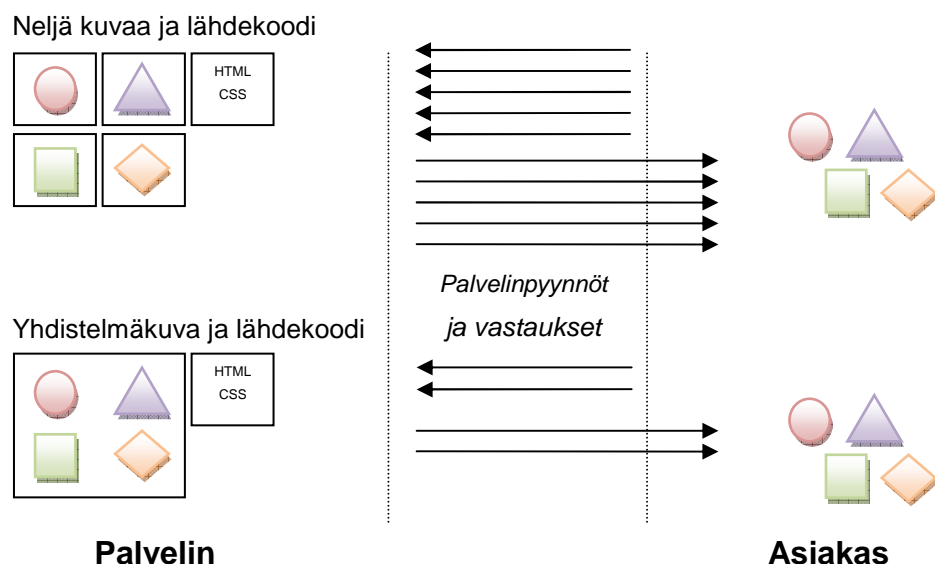 Neljä kuvaa ja lähdekoodi
HTML
CSS
Palvelinpyynnöt
ja vastaukset
Yhdistelmäkuva ja lähdekoodi
HTML
CSS
Palvelin
Asiakas